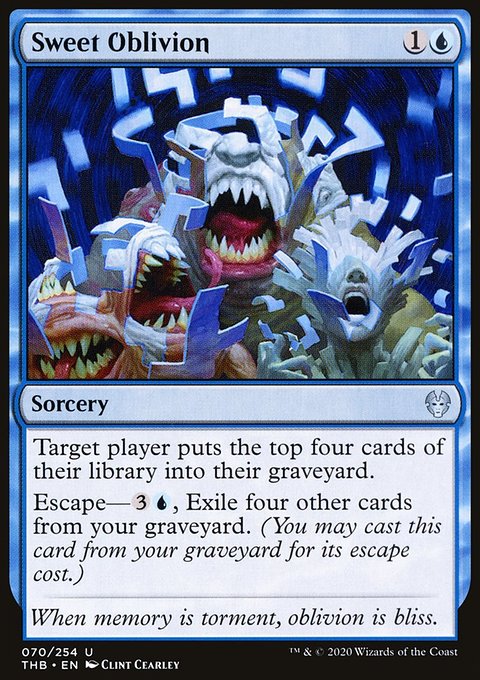 Sweet Oblivion 1
Sorcery
Target player puts the top four cards of
their library into their graveyard.
Escape—3, Exile four other cards
from your graveyard. (You may cast this
card from your graveyard for its escape
cost.)
When memory is torment, oblivion is bliss.
070/254 U
THB • EN Clint Cearley
™ & © 2020 Wizards of the Coast